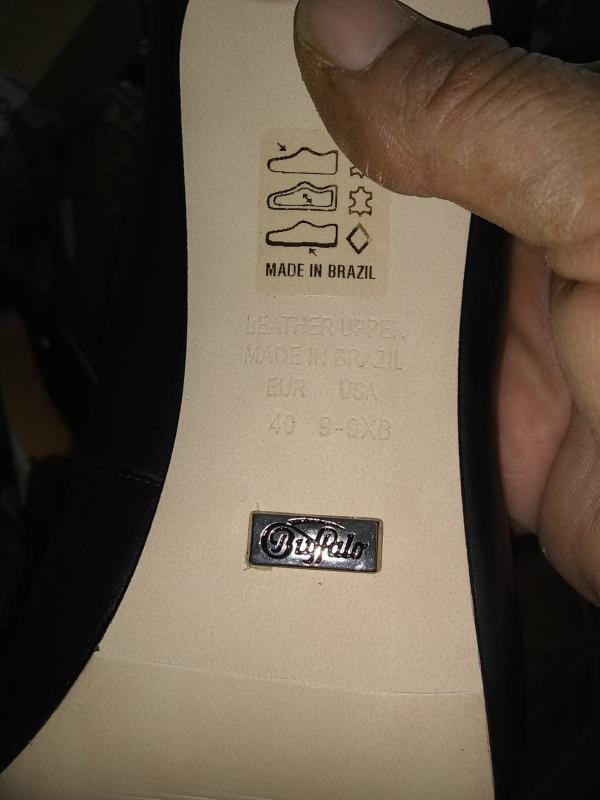 MADE IN BRAZIL
LEATHER UPPER
MADE IN BRAZIL
EUR USA
40 9-9XB
Buffalo